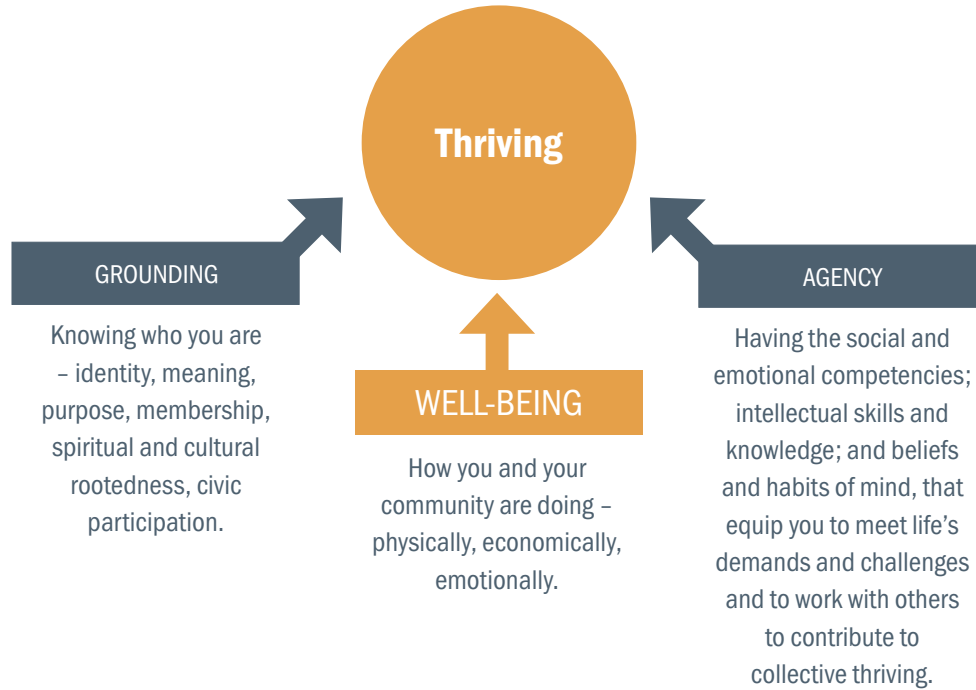 Thriving
GROUNDING
Knowing who you are
– identity, meaning,
purpose, membership,
spiritual and cultural
rootedness, civic
participation.
WELL-BEING
How you and your
community are doing –
physically, economically,
emotionally.
AGENCY
Having the social and
emotional competencies;
intellectual skills and
knowledge; and beliefs
and habits of mind, that
equip you to meet life’s
demands and challenges
and to work with others
to contribute to
collective thriving.